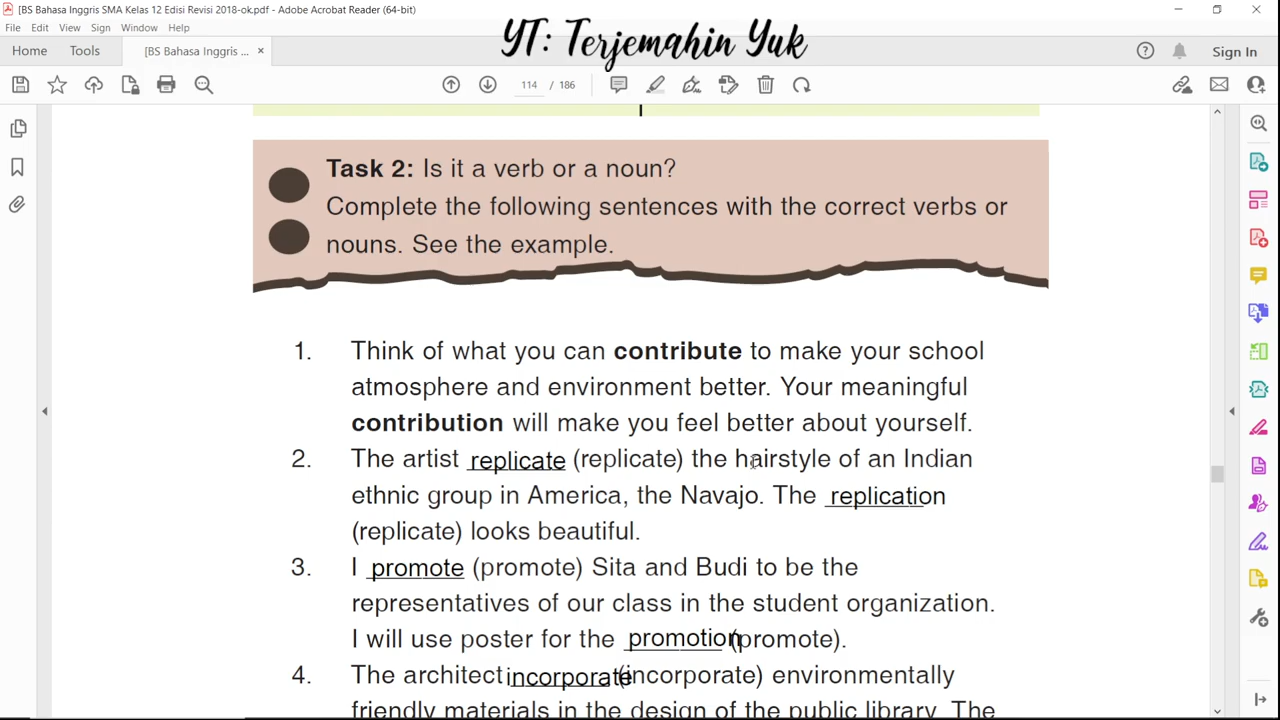 [BS Bahasa Inggris SMA Kelas 12 Edisi Revisi 2018-ok.pdf - Adobe Acrobat Reader (64-bit)
YT: Terjemahin Yuk
File Edit View Sign Window Help
Home Tools [BS Bahasa Inggris ... × Sign In
114 / 186
Task 2: Is it a verb or a noun?
Complete the following sentences with the correct verbs or
nouns. See the example.
1. Think of what you can contribute to make your school
atmosphere and environment better. Your meaningful
contribution will make you feel better about yourself.
2. The artist replicate (replicate) the hairstyle of an Indian
ethnic group in America, the Navajo. The replication
(replicate) looks beautiful.
3. I promote (promote) Sita and Budi to be the
representatives of our class in the student organization.
I will use poster for the promotion (promote).
4. The architect incorporate (incorporate) environmentally
friendly materials in the design of the public library. The